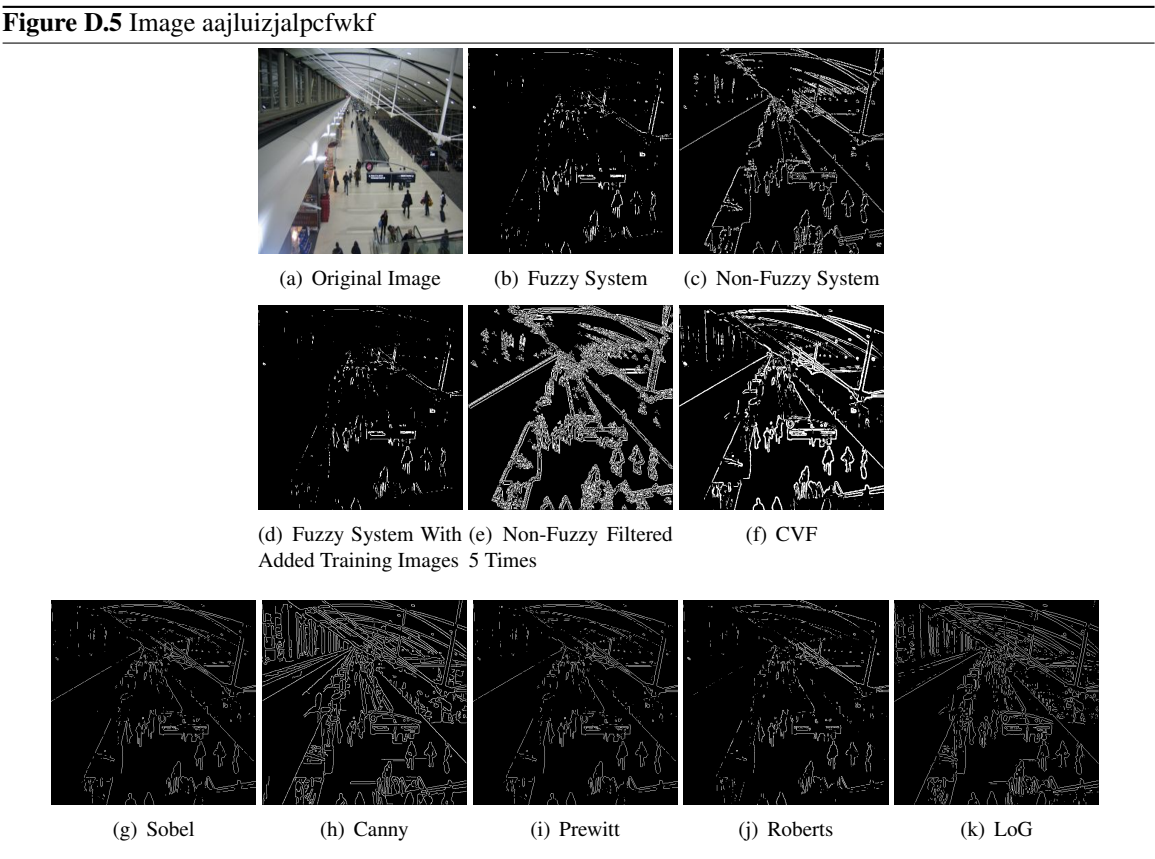 Figure D.5 Image aajluizjalpcfwkf
(a) Original Image
(b) Fuzzy System
(c) Non-Fuzzy System
(d) Fuzzy System With
Added Training Images
(e) Non-Fuzzy Filtered
5 Times
(f) CVF
(g) Sobel
(h) Canny
(i) Prewitt
(j) Roberts
(k) LoG